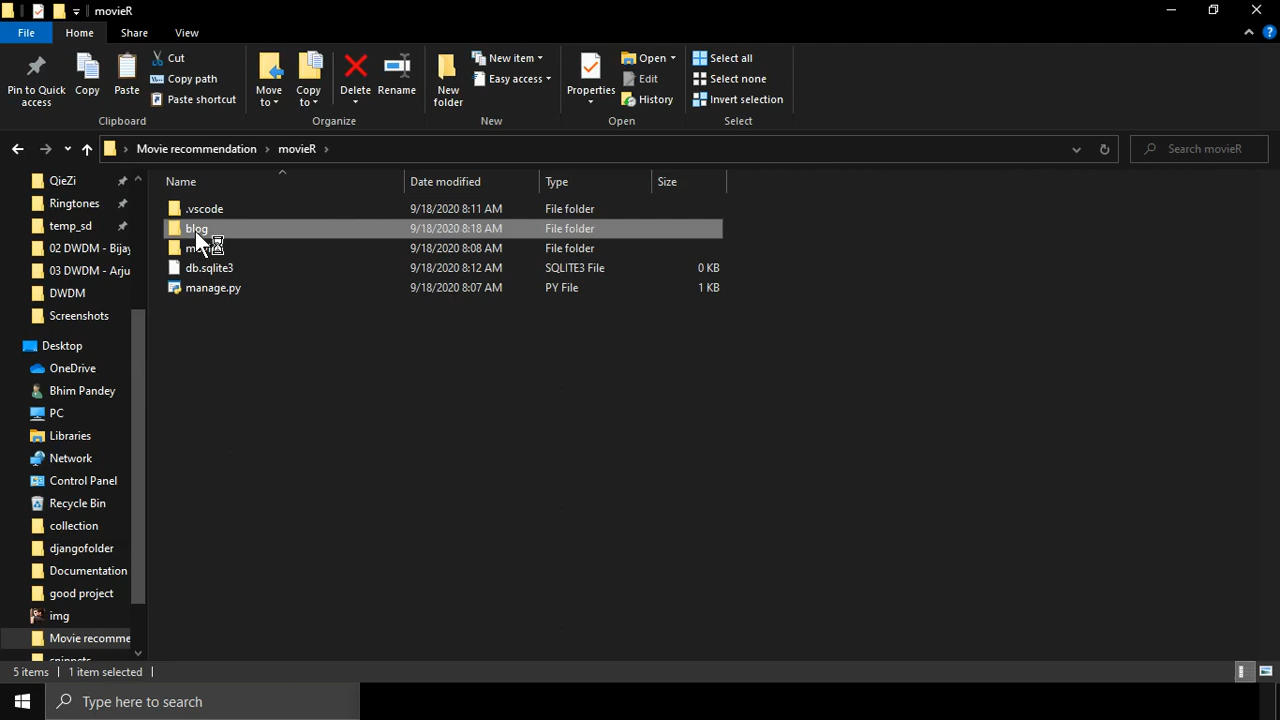 movieR
File Home Share View
Pin to Quick access
Copy
Paste
Cut
Copy path
Paste shortcut
Clipboard
Move to
Copy to
Delete
Rename
Organize
New folder
New item
Easy access
New
Properties
Open
Edit
History
Open
Select all
Select none
Invert selection
Select
Movie recommendation movieR
Search movieR
Name Date modified Type Size
.vscode 9/18/2020 8:11 AM File folder
blog 9/18/2020 8:18 AM File folder
9/18/2020 8:08 AM File folder
db.sqlite3 9/18/2020 8:12 AM SQLITE3 File 0 KB
manage.py 9/18/2020 8:07 AM PY File 1 KB
QieZi
Ringtones
temp_sd
02 DWDM - Bijay
03 DWDM - Arju
DWDM
Screenshots
Desktop
OneDrive
Bhim Pandey
PC
Libraries
Network
Control Panel
Recycle Bin
collection
djangofolder
Documentation
good project
img
Movie recomme
snippets
5 items 1 item selected
Type here to search